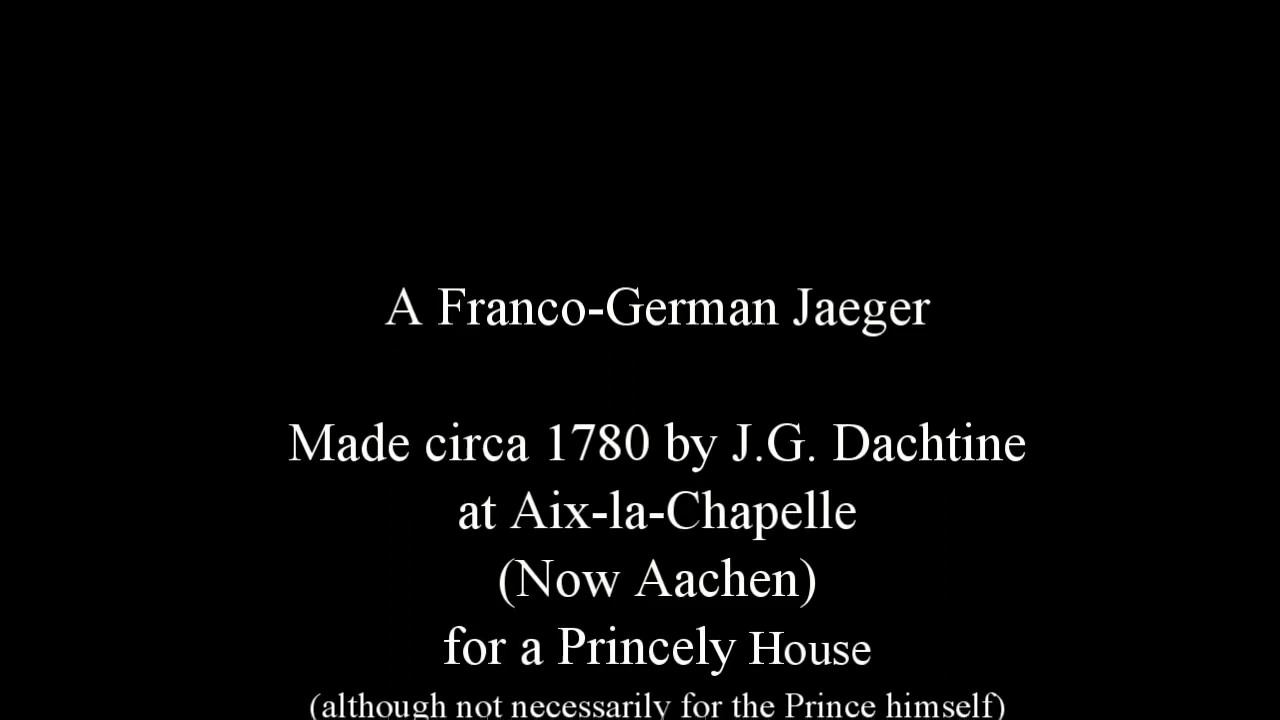 A Franco-German Jaeger
Made circa 1780 by J.G. Dachtine
at Aix-la-Chapelle
(Now Aachen)
for a Princely House
(although not necessarily for the Prince himself)